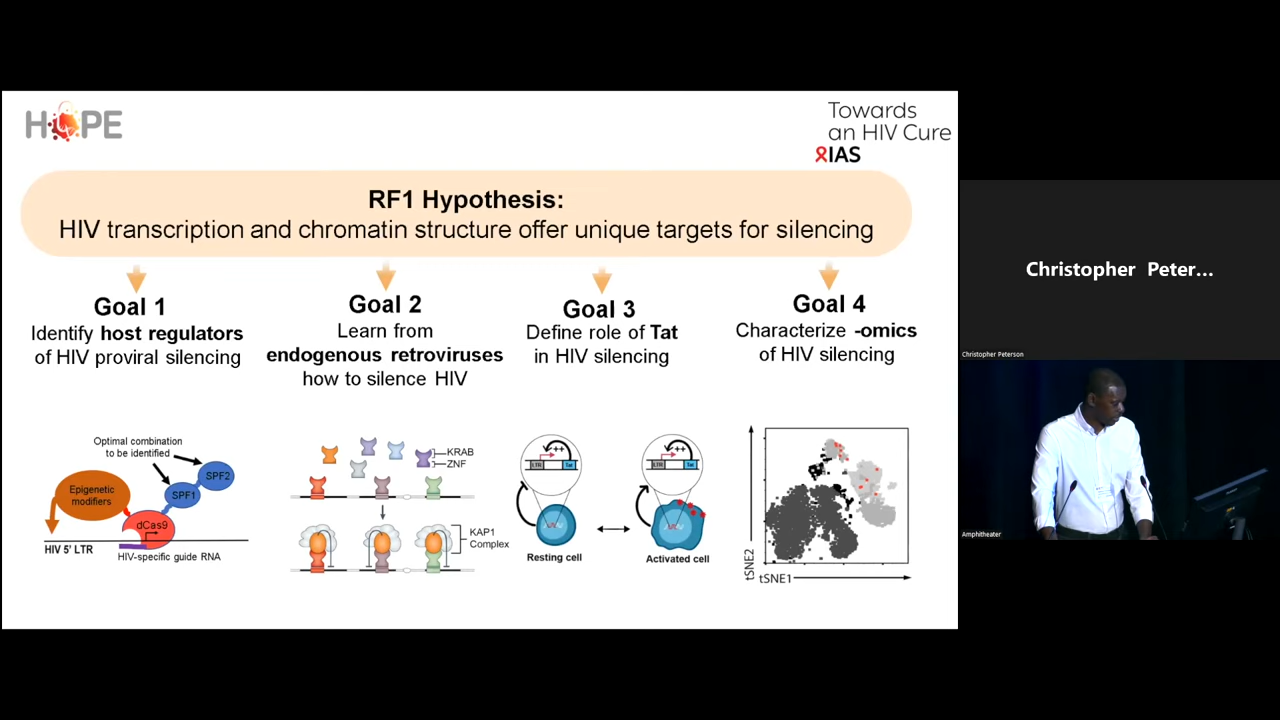 HOPE
Towards
an HIV Cure
IAS
RF1 Hypothesis:
HIV transcription and chromatin structure offer unique targets for silencing
Goal 1
Identify host regulators
of HIV proviral silencing
Goal 2
Learn from
endogenous retroviruses
how to silence HIV
Goal 3
Define role of Tat
in HIV silencing
Goal 4
Characterize -omics
of HIV silencing
Optimal combination
to be identified
Epigenetic
modifiers
SPF1
SPF2
dCas9
HIV 5' LTR
HIV-specific guide RNA
KRAB
ZNF
KAP1
Complex
++
LTR
Tat
Resting cell
++
LTR
Tat
Activated cell
tSNE2
tSNE1
Christopher Peter...
Christopher Peterson
Amphitheater